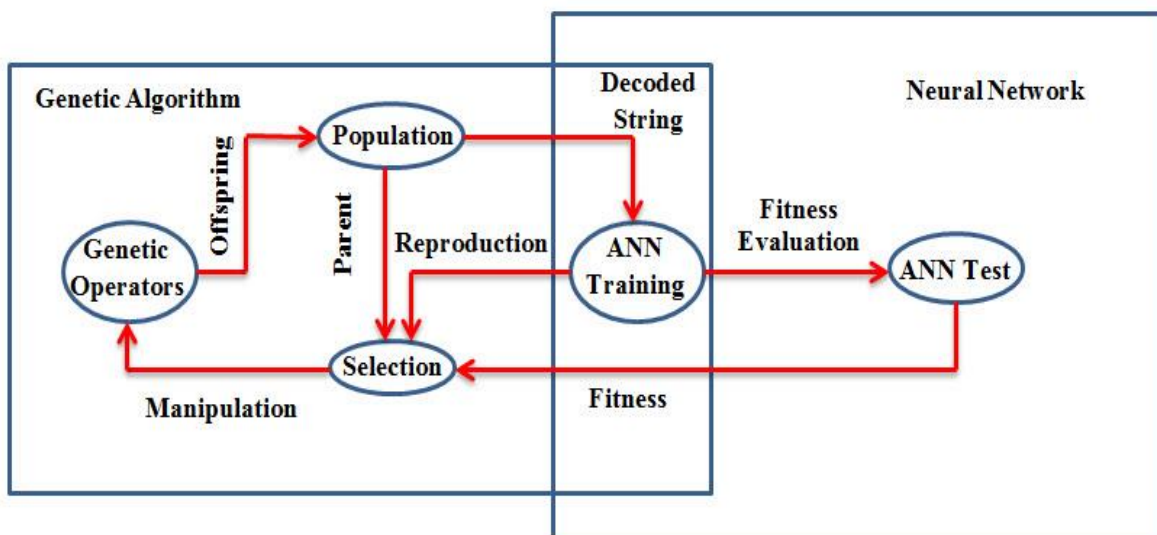 Genetic Algorithm
Decoded
String
Neural Network
Population
Offspring
Parent
Reproduction
Genetic
Operators
ANN
Training
Fitness
Evaluation
ANN Test
Selection
Manipulation
Fitness